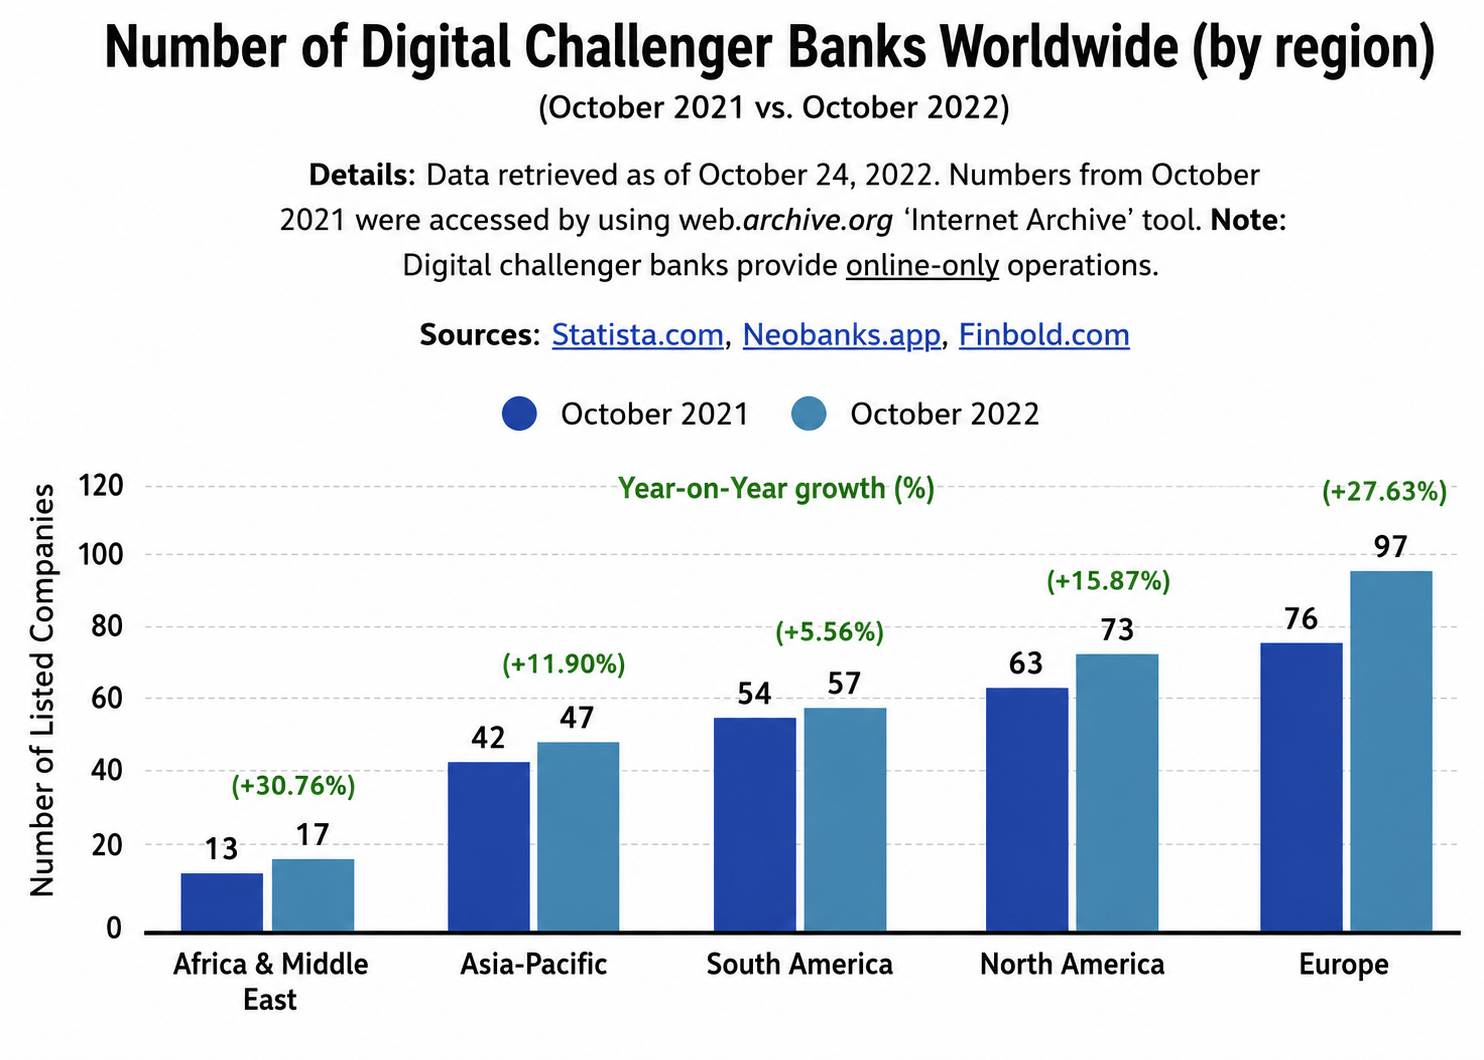 Number of Digital Challenger Banks Worldwide (by region)
(October 2021 vs. October 2022)
Details: Data retrieved as of October 24, 2022. Numbers from October
2021 were accessed by using web.archive.org ‘Internet Archive’ tool. Note:
Digital challenger banks provide online-only operations.
Sources: Statista.com, Neobanks.app, Finbold.com
October 2021 October 2022
Number of Listed Companies
120
100
80
60
40
20
0
Year-on-Year growth (%)
(+30.76%)
13 17
(+11.90%)
42 47
(+5.56%)
54 57
(+15.87%)
63 73
(+27.63%)
76 97
Africa & Middle
East
Asia-Pacific
South America
North America
Europe